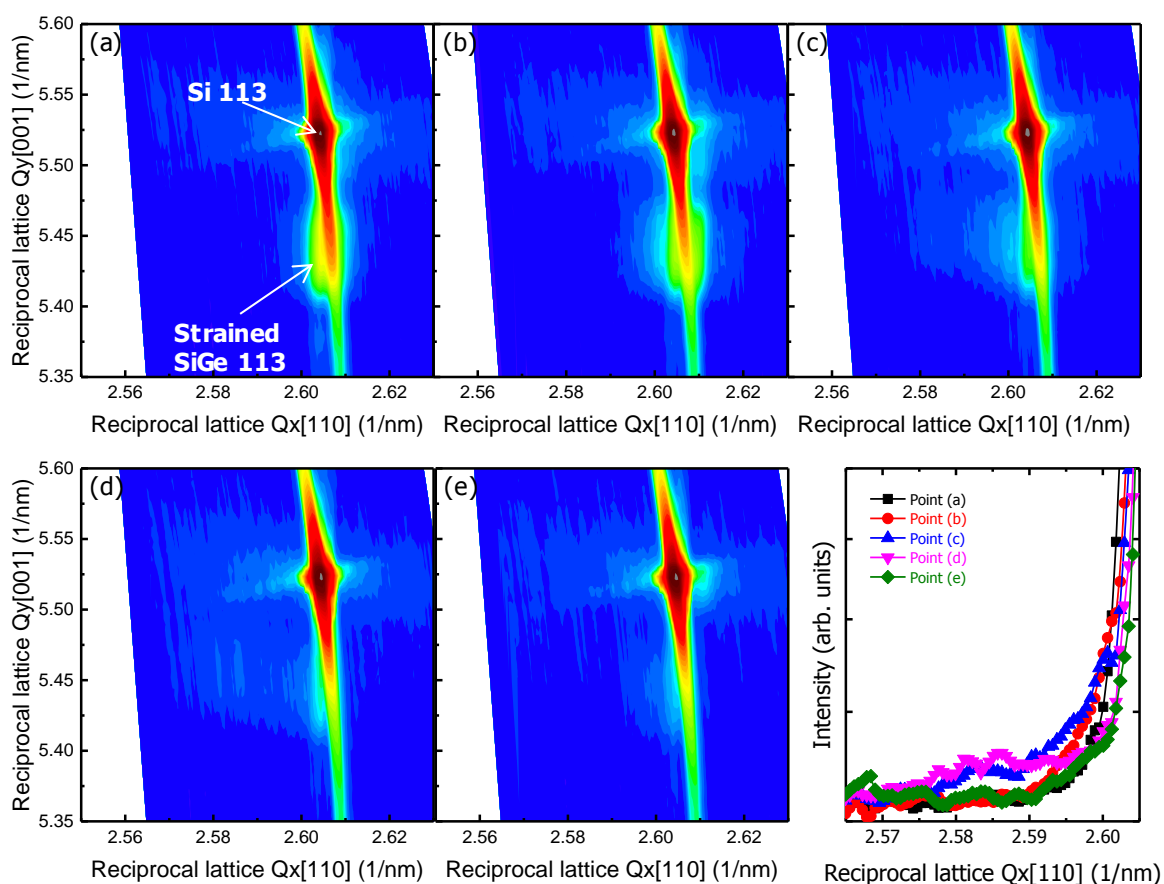 (a)
(b)
(c)
Si 113
Strained
SiGe 113
Reciprocal lattice Qy[001] (1/nm)
5.60
5.55
5.50
5.45
5.40
5.35
2.56 2.58 2.60 2.62
2.56 2.58 2.60 2.62
2.56 2.58 2.60 2.62
Reciprocal lattice Qx[110] (1/nm)
Reciprocal lattice Qx[110] (1/nm)
Reciprocal lattice Qx[110] (1/nm)
(d)
(e)
Reciprocal lattice Qy[001] (1/nm)
5.60
5.55
5.50
5.45
5.40
5.35
2.56 2.58 2.60 2.62
2.56 2.58 2.60 2.62
Reciprocal lattice Qx[110] (1/nm)
Reciprocal lattice Qx[110] (1/nm)
Point (a)
Point (b)
Point (c)
Point (d)
Point (e)
Intensity (arb. units)
2.57 2.58 2.59 2.60
Reciprocal lattice Qx[110] (1/nm)